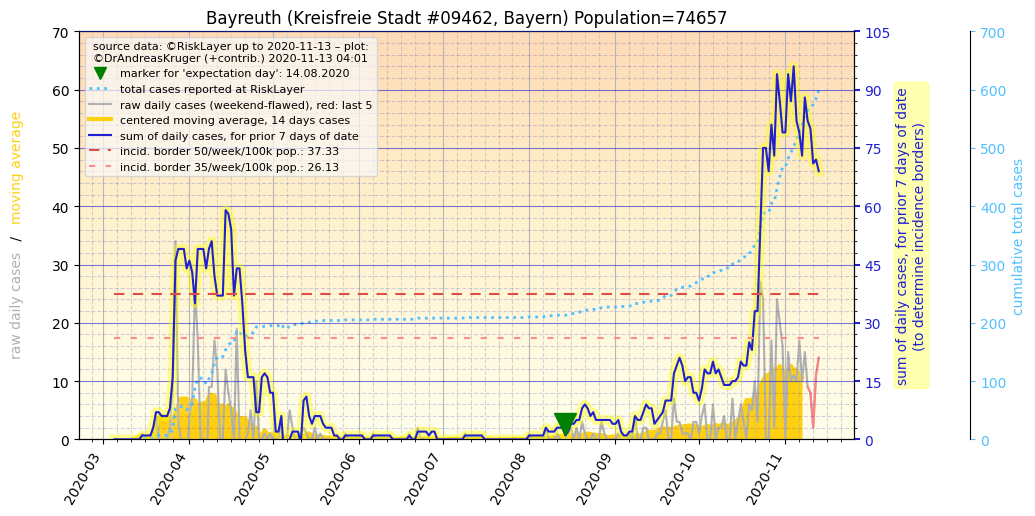 Bayreuth (Kreisfreie Stadt #09462, Bayern) Population=74657
source data: ©RiskLayer up to 2020-11-13 – plot:
©DrAndreasKruger (+contrib.) 2020-11-13 04:01
marker for 'expectation day': 14.08.2020
total cases reported at RiskLayer
raw daily cases (weekend-flawed), red: last 5
centered moving average, 14 days cases
sum of daily cases, for prior 7 days of date
incid. border 50/week/100k pop.: 37.33
incid. border 35/week/100k pop.: 26.13
raw daily cases / moving average
70
60
50
40
30
20
10
0
2020-03
2020-04
2020-05
2020-06
2020-07
2020-08
2020-09
2020-10
2020-11
105
90
75
60
45
30
15
0
sum of daily cases, for prior 7 days of date
(to determine incidence borders)
700
600
500
400
300
200
100
0
cumulative total cases